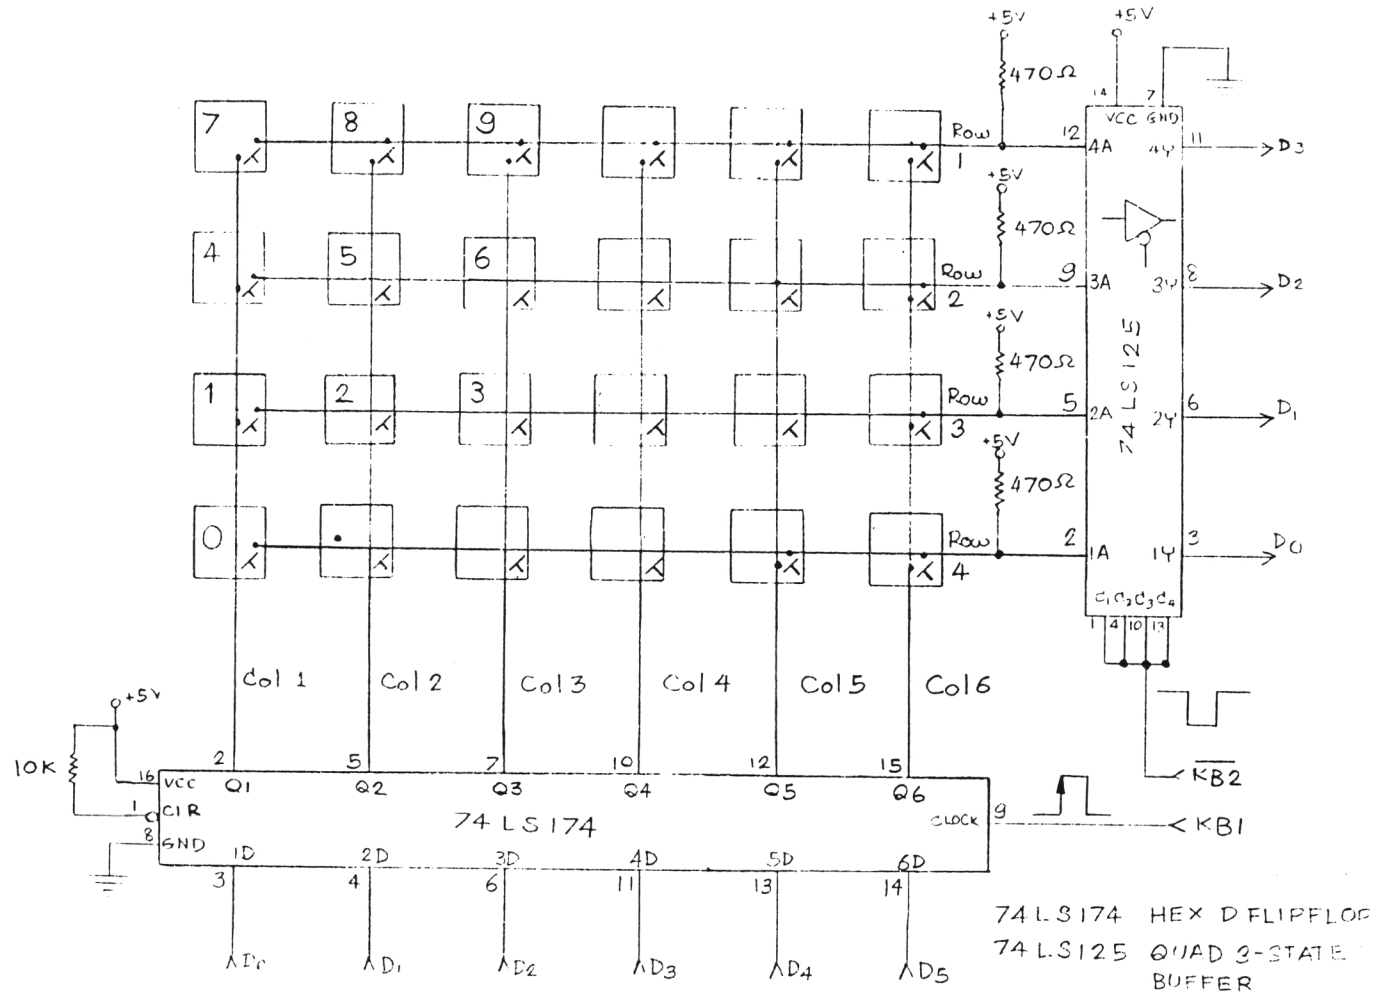 +5V +5V
470Ω
14 7
7 8 9 Row 1 12 VCC GND 11
4A 4Y D3
+5V
470Ω
4 5 6 Row 2 9 3A 3Y 8 D2
+5V
74LS125
470Ω
1 2 3 Row 3 5 2A 2Y 6 D1
+5V
470Ω
0 . Row 4 2 1A 1Y 3 D0
C1 C2 C3 C4
1 4 10 13
Col 1 Col 2 Col 3 Col 4 Col 5 Col 6
+5V
10K
2 5 7 10 12 15
16 VCC Q1 Q2 Q3 Q4 Q5 Q6
K̅B̅2̅
1 CLR 74LS174 CLOCK 9 KB1
8 GND
1D 2D 3D 4D 5D 6D
3 4 6 11 13 14
D0 D1 D2 D3 D4 D5
74LS174 HEX D FLIPFLOP
74LS125 QUAD 3-STATE
BUFFER